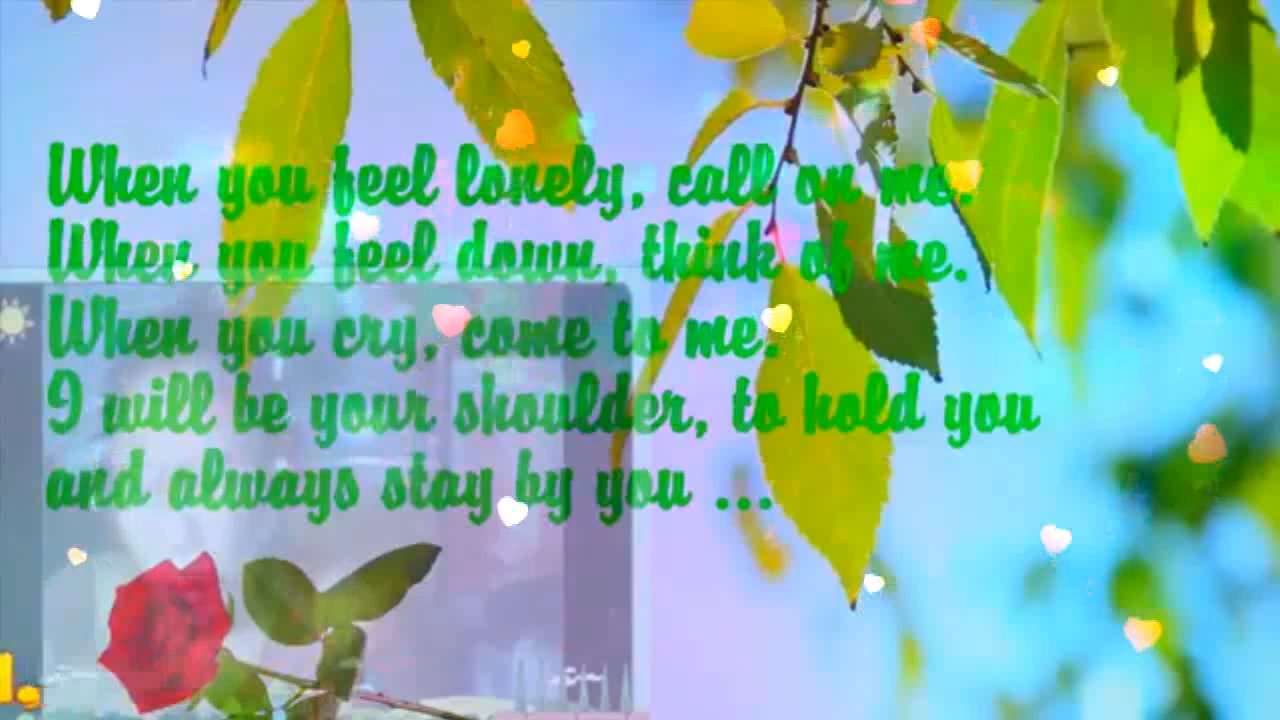 When you feel lonely, call on me.
When you feel down, think of me.
When you cry, come to me.
I will be your shoulder, to hold you
and always stay by you ...